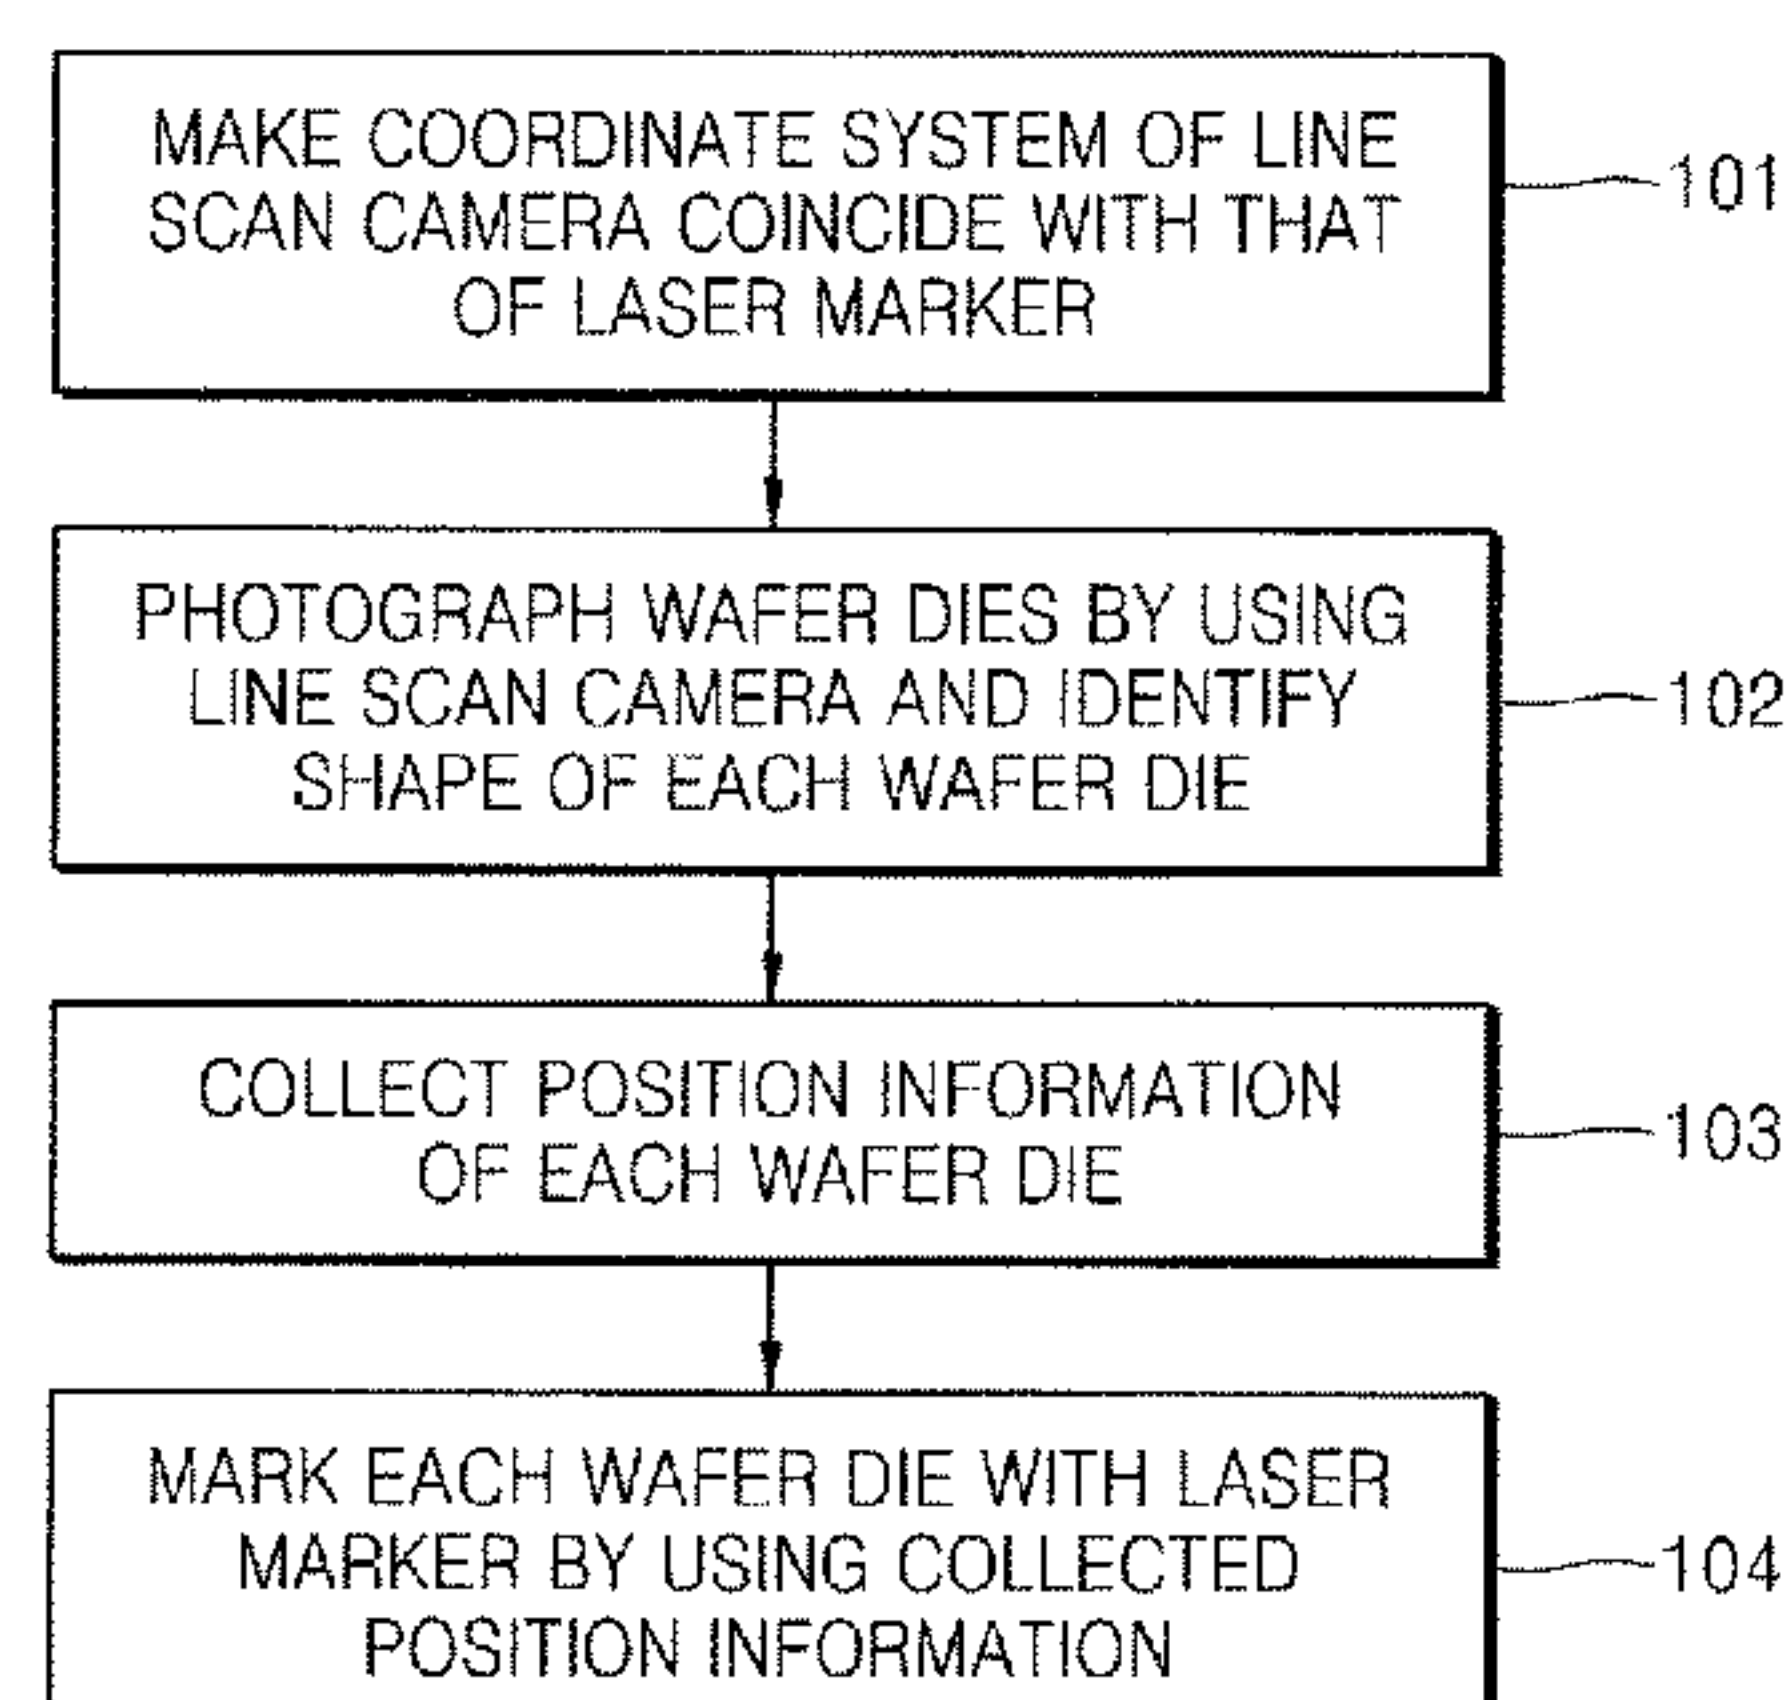 MAKE COORDINATE SYSTEM OF LINE
SCAN CAMERA COINCIDE WITH THAT
OF LASER MARKER
101
PHOTOGRAPH WAFER DIES BY USING
LINE SCAN CAMERA AND IDENTIFY
SHAPE OF EACH WAFER DIE
102
COLLECT POSITION INFORMATION
OF EACH WAFER DIE
103
MARK EACH WAFER DIE WITH LASER
MARKER BY USING COLLECTED
POSITION INFORMATION
104